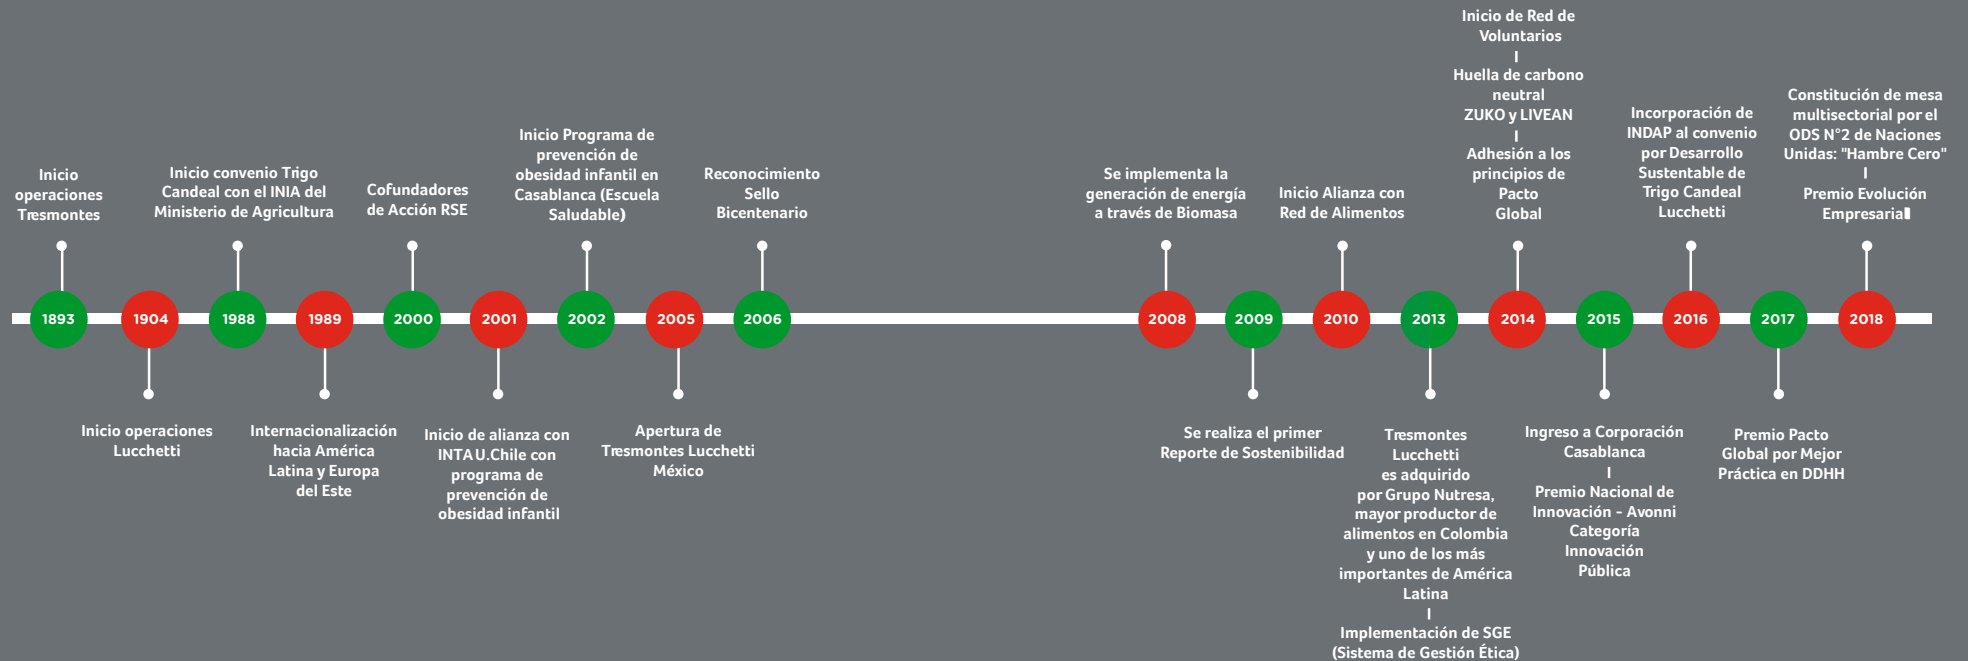 1893
Inicio
operaciones
Tresmontes
1904
Inicio operaciones
Lucchetti
1988
Inicio convenio Trigo
Candeal con el INIA del
Ministerio de Agricultura
1989
Internacionalización
hacia América
Latina y Europa
del Este
2000
Cofundadores
de Acción RSE
2001
Inicio de alianza con
INTA U.Chile con
programa de
prevención de
obesidad infantil
2002
Inicio Programa de
prevención de
obesidad infantil en
Casablanca (Escuela
Saludable)
2005
Apertura de
Tresmontes Lucchetti
México
2006
Reconocimiento
Sello
Bicentenario
2008
Se implementa la
generación de energía
a través de Biomasa
2009
Se realiza el primer
Reporte de Sostenibilidad
2010
Inicio Alianza con
Red de Alimentos
2013
Tresmontes
Lucchetti
es adquirido
por Grupo Nutresa,
mayor productor de
alimentos en Colombia
y uno de los más
importantes de América
Latina
I
Implementación de SGE
(Sistema de Gestión Ética)
2014
Inicio de Red de
Voluntarios
I
Huella de carbono
neutral
ZUKO y LIVEAN
I
Adhesión a los
principios de
Pacto
Global
2015
Ingreso a Corporación
Casablanca
I
Premio Nacional de
Innovación - Avonni
Categoría
Innovación
Pública
2016
Incorporación de
INDAP al convenio
por Desarrollo
Sustentable de
Trigo Candeal
Lucchetti
2017
Premio Pacto
Global por Mejor
Práctica en DDHH
2018
Constitución de mesa
multisectorial por el
ODS N°2 de Naciones
Unidas: "Hambre Cero"
I
Premio Evolución
Empresarial